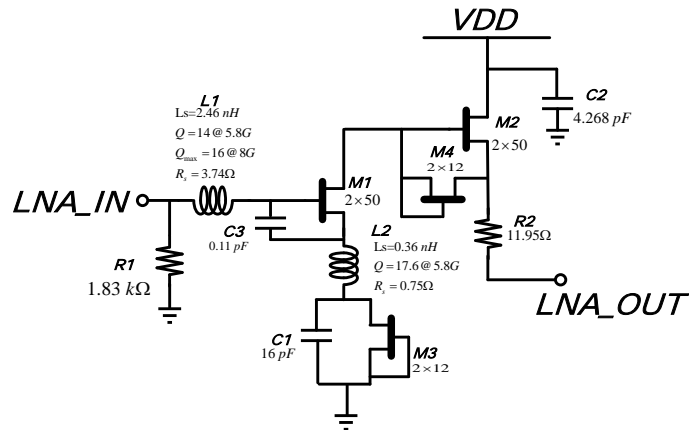 VDD
L1
Ls=2.46 nH
Q = 14 @ 5.8G
Qmax = 16 @ 8G
Rs = 3.74Ω
C2
4.268 pF
M2
2×50
M4
2×12
M1
2×50
LNA_IN
C3
0.11 pF
L2
Ls=0.36 nH
Q = 17.6 @ 5.8G
Rs = 0.75Ω
R2
11.95Ω
R1
1.83 kΩ
LNA_OUT
C1
16 pF
M3
2×12